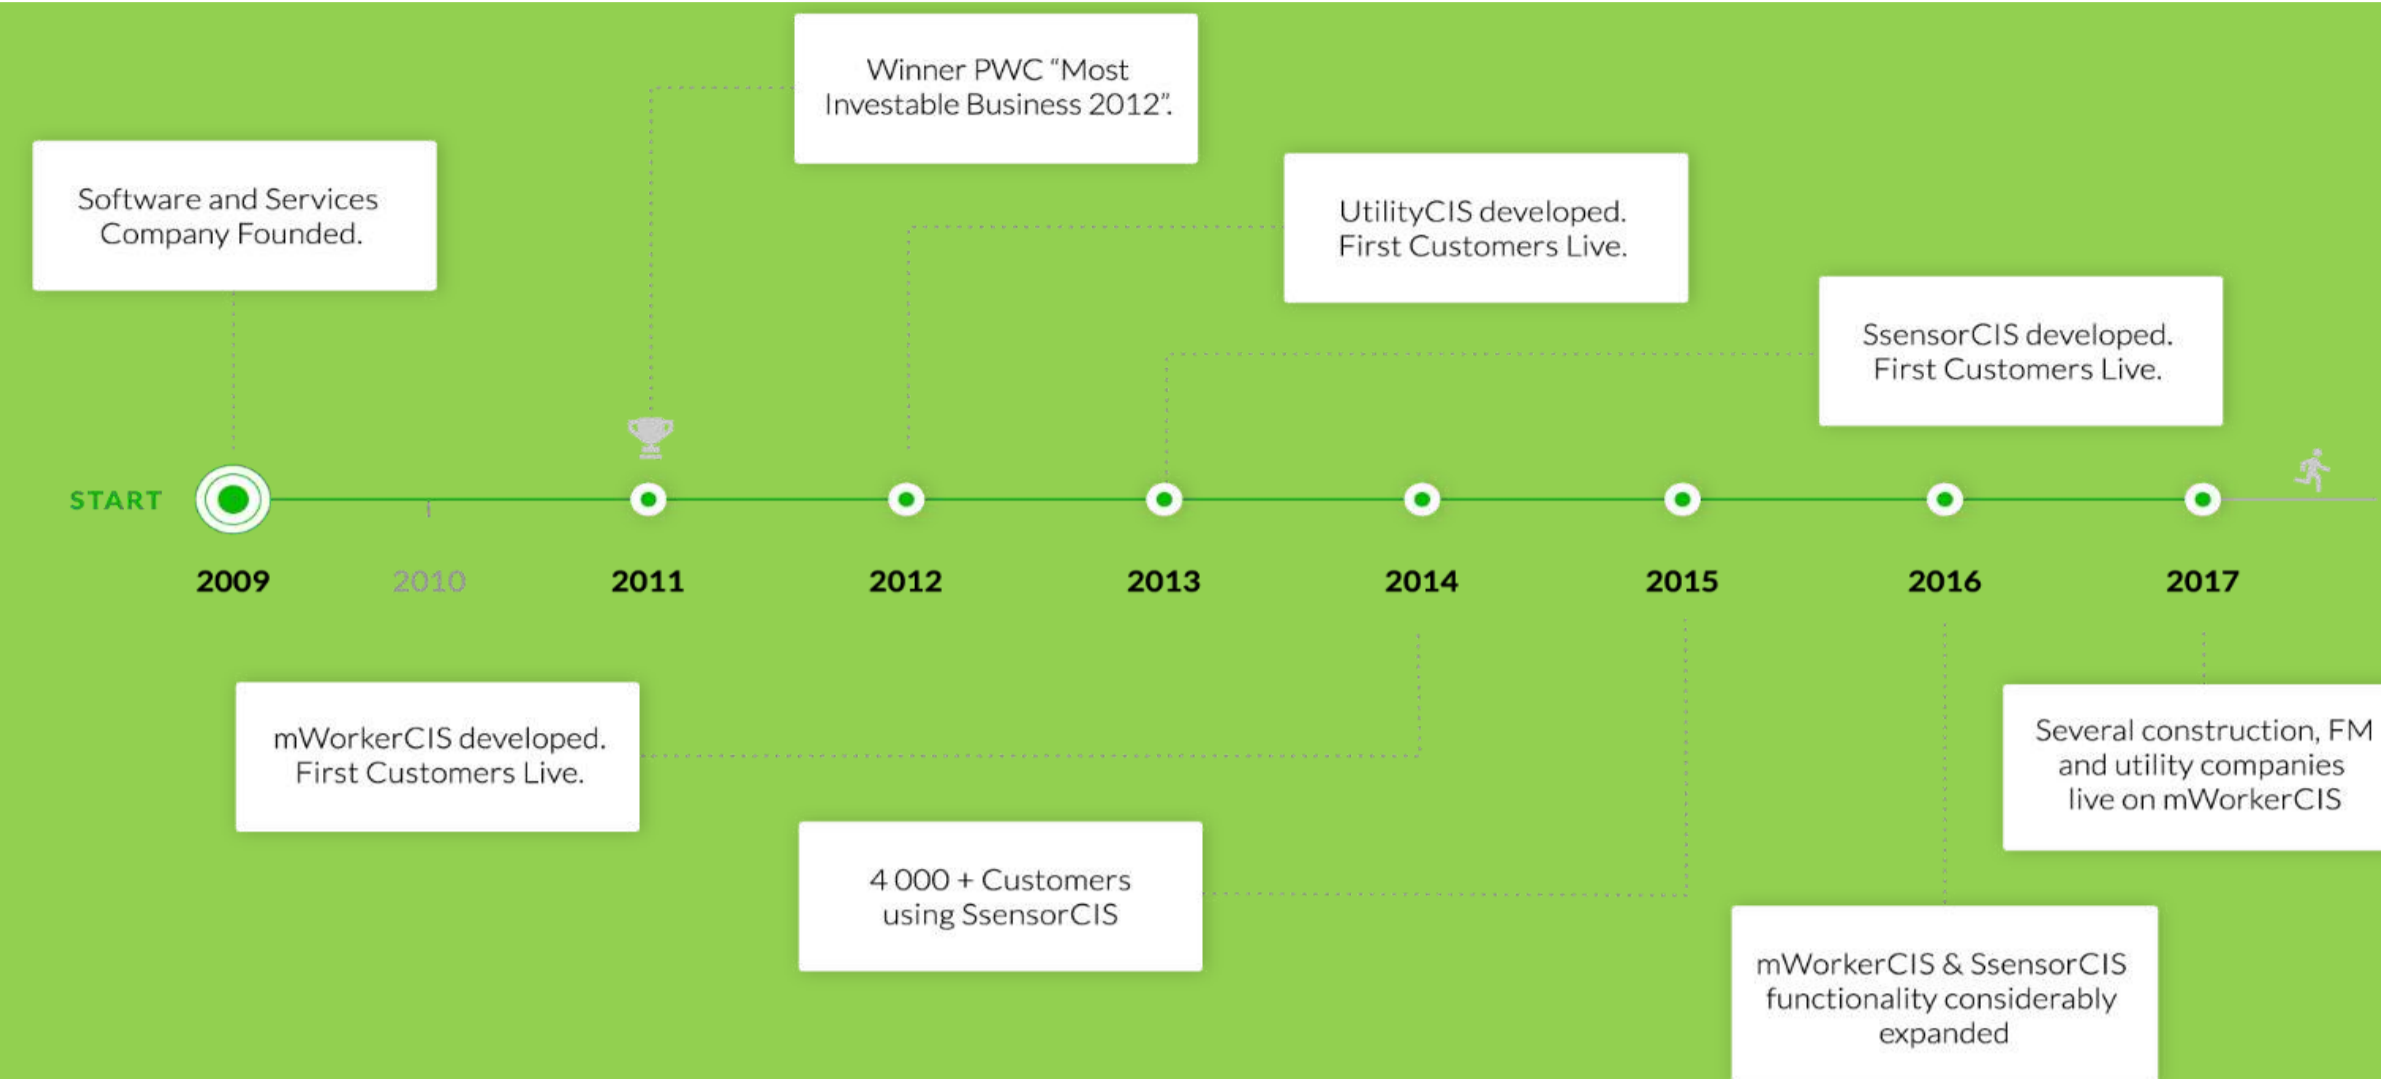 Winner PWC “Most
Investable Business 2012”.
Software and Services
Company Founded.
UtilityCIS developed.
First Customers Live.
SsensorCIS developed.
First Customers Live.
START
2009
2010
2011
2012
2013
2014
2015
2016
2017
mWorkerCIS developed.
First Customers Live.
Several construction, FM
and utility companies
live on mWorkerCIS
4 000 + Customers
using SsensorCIS
mWorkerCIS & SsensorCIS
functionality considerably
expanded